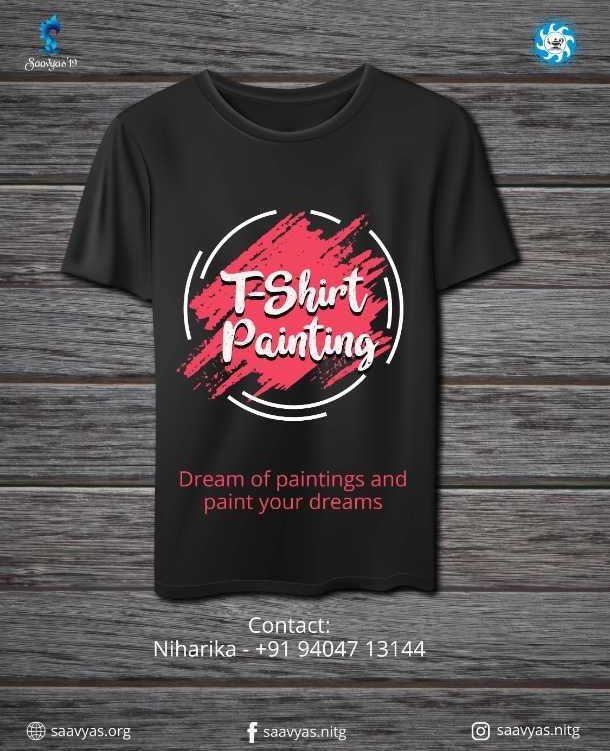 Saavyas'19
T-Shirt
Painting
Dream of paintings and
paint your dreams
Contact:
Niharika - +91 94047 13144
saavyas.org
saavyas.nitg
saavyas.nitg